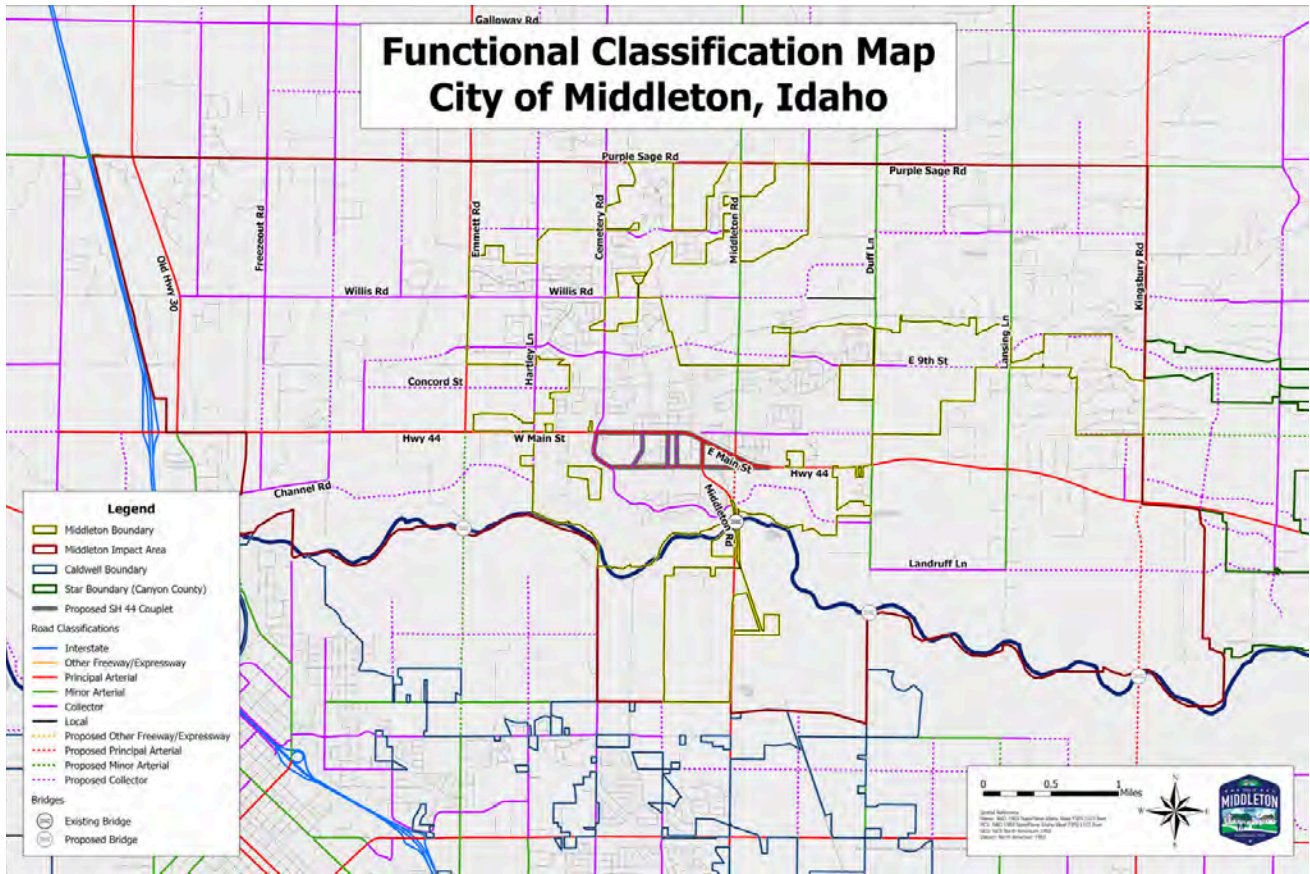 Galloway Rd
Functional Classification Map
City of Middleton, Idaho
Purple Sage Rd
Purple Sage Rd
Old Hwy 30
Freezeout Rd
Emmett Rd
Cemetery Rd
Middleton Rd
Duff Ln
Kingsbury Rd
Willis Rd
Willis Rd
Hartley Ln
Lansing Ln
E 9th St
Concord St
Hwy 44
W Main St
E Main St
Hwy 44
Channel Rd
Middleton Rd
Landruff Ln
Legend
Middleton Boundary
Middleton Impact Area
Caldwell Boundary
Star Boundary (Canyon County)
Proposed SH 44 Couplet
Road Classifications
Interstate
Other Freeway/Expressway
Principal Arterial
Minor Arterial
Collector
Local
Proposed Other Freeway/Expressway
Proposed Principal Arterial
Proposed Minor Arterial
Proposed Collector
Bridges
Existing Bridge
Proposed Bridge
0 0.5 1
Miles
N
W E
S
MIDDLETON